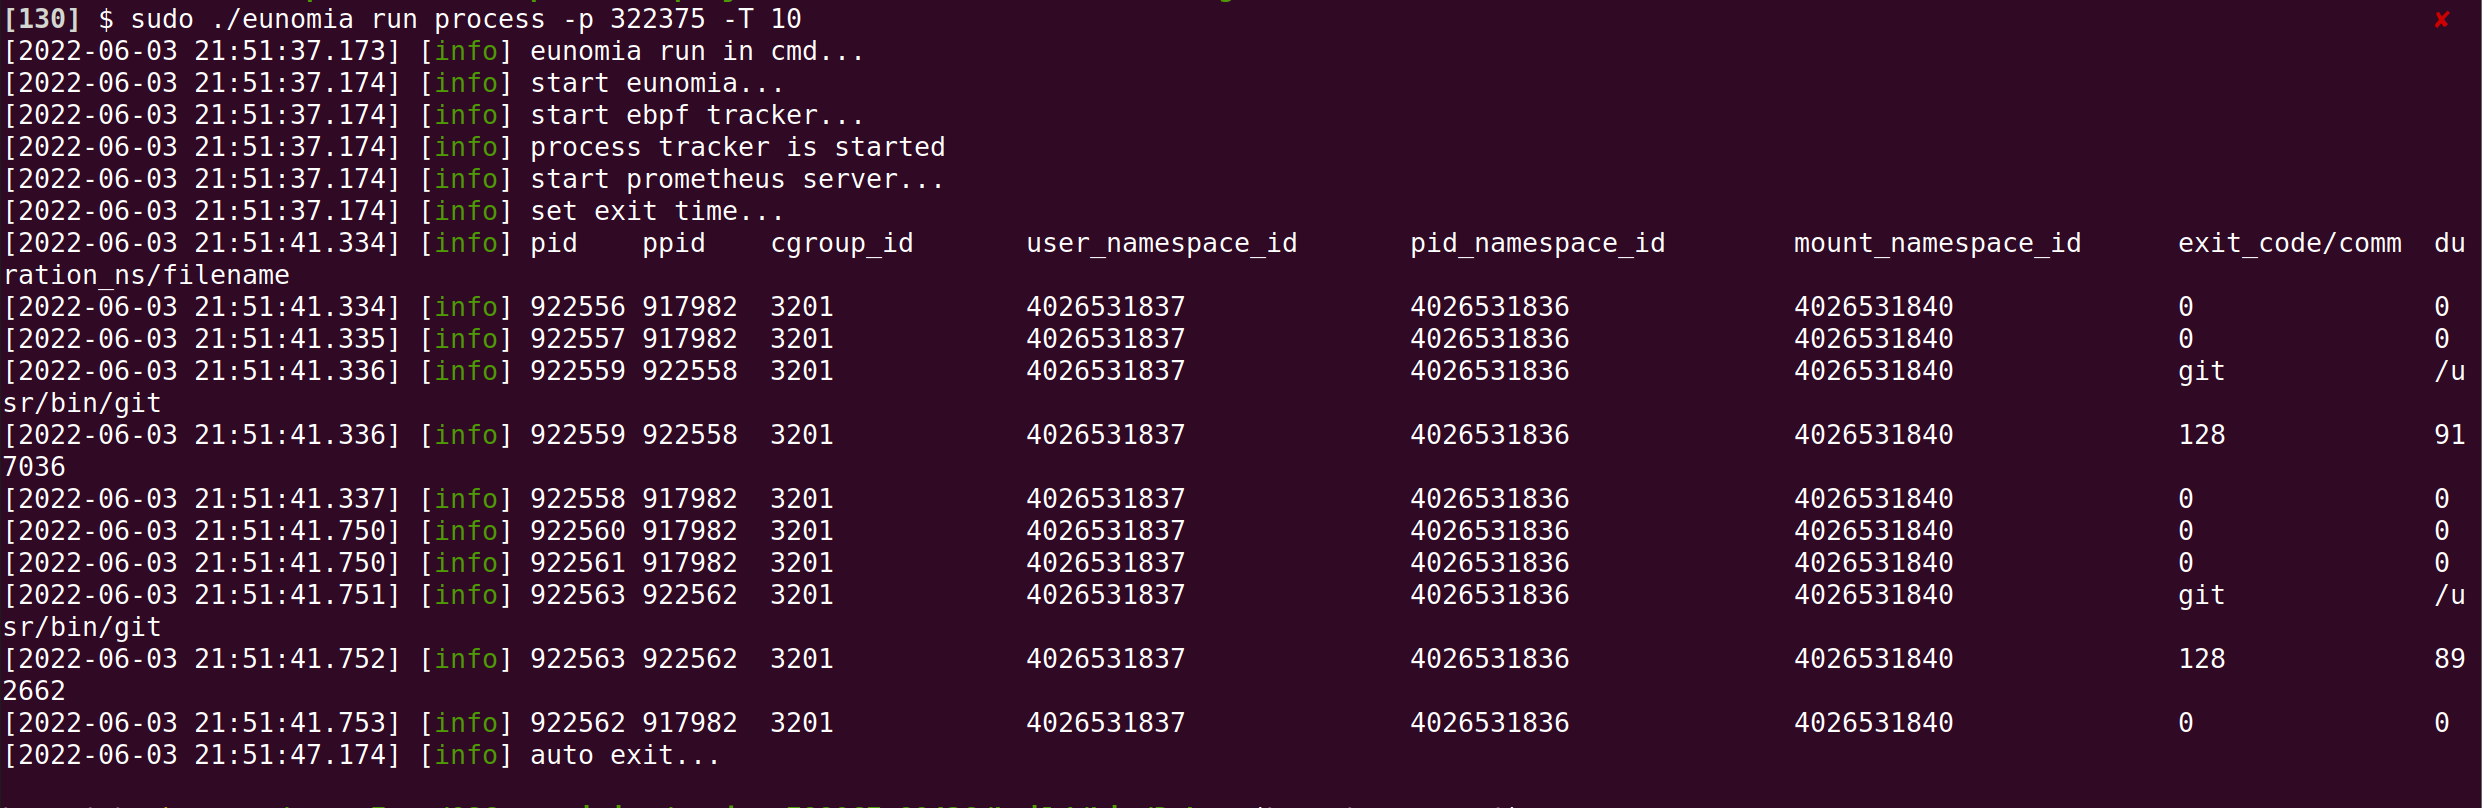 [130] $ sudo ./eunomia run process -p 322375 -T 10 ✘
[2022-06-03 21:51:37.173] [info] eunomia run in cmd...
[2022-06-03 21:51:37.174] [info] start eunomia...
[2022-06-03 21:51:37.174] [info] start ebpf tracker...
[2022-06-03 21:51:37.174] [info] process tracker is started
[2022-06-03 21:51:37.174] [info] start prometheus server...
[2022-06-03 21:51:37.174] [info] set exit time...
[2022-06-03 21:51:41.334] [info] pid    ppid    cgroup_id       user_namespace_id       pid_namespace_id        mount_namespace_id      exit_code/comm  du
ration_ns/filename
[2022-06-03 21:51:41.334] [info] 922556 917982  3201            4026531837              4026531836              4026531840              0               0
[2022-06-03 21:51:41.335] [info] 922557 917982  3201            4026531837              4026531836              4026531840              0               0
[2022-06-03 21:51:41.336] [info] 922559 922558  3201            4026531837              4026531836              4026531840              git             /u
sr/bin/git
[2022-06-03 21:51:41.336] [info] 922559 922558  3201            4026531837              4026531836              4026531840              128             91
7036
[2022-06-03 21:51:41.337] [info] 922558 917982  3201            4026531837              4026531836              4026531840              0               0
[2022-06-03 21:51:41.750] [info] 922560 917982  3201            4026531837              4026531836              4026531840              0               0
[2022-06-03 21:51:41.750] [info] 922561 917982  3201            4026531837              4026531836              4026531840              0               0
[2022-06-03 21:51:41.751] [info] 922563 922562  3201            4026531837              4026531836              4026531840              git             /u
sr/bin/git
[2022-06-03 21:51:41.752] [info] 922563 922562  3201            4026531837              4026531836              4026531840              128             89
2662
[2022-06-03 21:51:41.753] [info] 922562 917982  3201            4026531837              4026531836              4026531840              0               0
[2022-06-03 21:51:47.174] [info] auto exit...